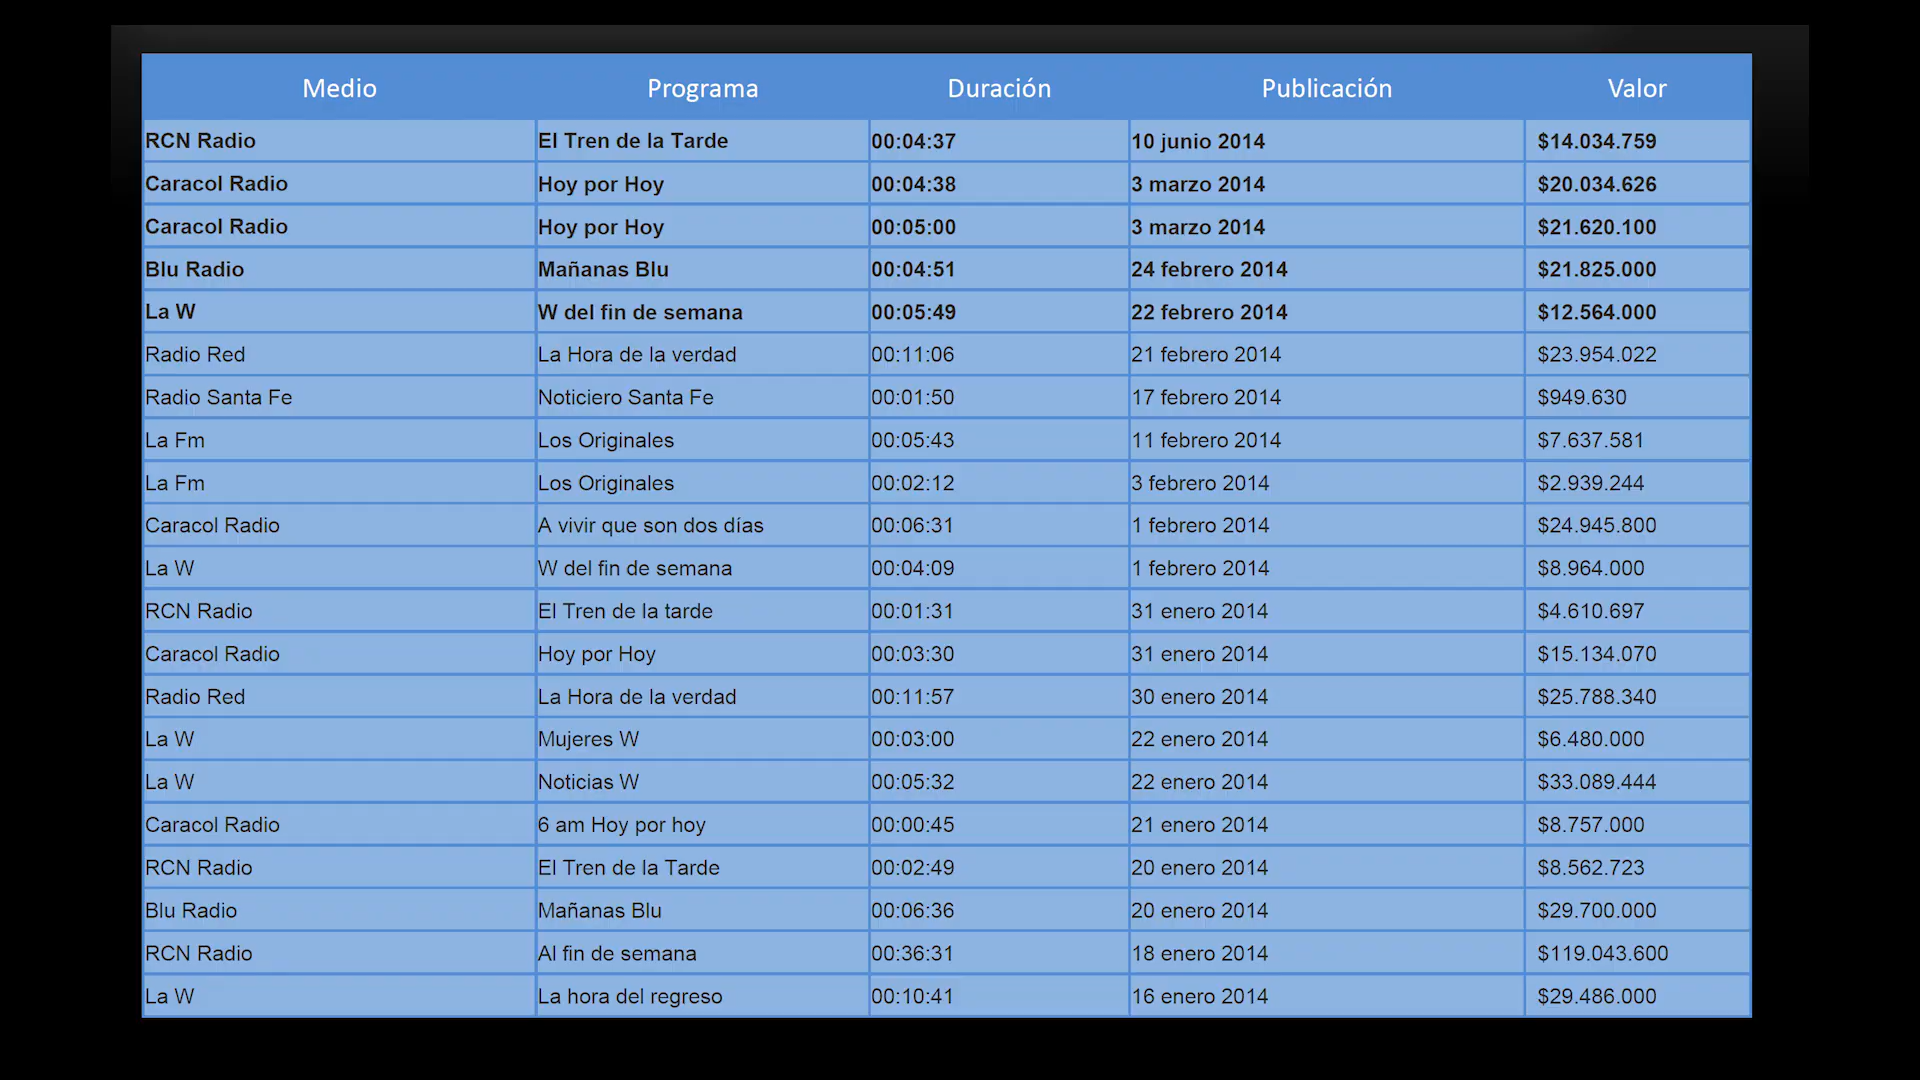 Medio Programa Duración Publicación Valor
RCN Radio El Tren de la Tarde 00:04:37 10 junio 2014 $14.034.759
Caracol Radio Hoy por Hoy 00:04:38 3 marzo 2014 $20.034.626
Caracol Radio Hoy por Hoy 00:05:00 3 marzo 2014 $21.620.100
Blu Radio Mañanas Blu 00:04:51 24 febrero 2014 $21.825.000
La W W del fin de semana 00:05:49 22 febrero 2014 $12.564.000
Radio Red La Hora de la verdad 00:11:06 21 febrero 2014 $23.954.022
Radio Santa Fe Noticiero Santa Fe 00:01:50 17 febrero 2014 $949.630
La Fm Los Originales 00:05:43 11 febrero 2014 $7.637.581
La Fm Los Originales 00:02:12 3 febrero 2014 $2.939.244
Caracol Radio A vivir que son dos días 00:06:31 1 febrero 2014 $24.945.800
La W W del fin de semana 00:04:09 1 febrero 2014 $8.964.000
RCN Radio El Tren de la tarde 00:01:31 31 enero 2014 $4.610.697
Caracol Radio Hoy por Hoy 00:03:30 31 enero 2014 $15.134.070
Radio Red La Hora de la verdad 00:11:57 30 enero 2014 $25.788.340
La W Mujeres W 00:03:00 22 enero 2014 $6.480.000
La W Noticias W 00:05:32 22 enero 2014 $33.089.444
Caracol Radio 6 am Hoy por hoy 00:00:45 21 enero 2014 $8.757.000
RCN Radio El Tren de la Tarde 00:02:49 20 enero 2014 $8.562.723
Blu Radio Mañanas Blu 00:06:36 20 enero 2014 $29.700.000
RCN Radio Al fin de semana 00:36:31 18 enero 2014 $119.043.600
La W La hora del regreso 00:10:41 16 enero 2014 $29.486.000